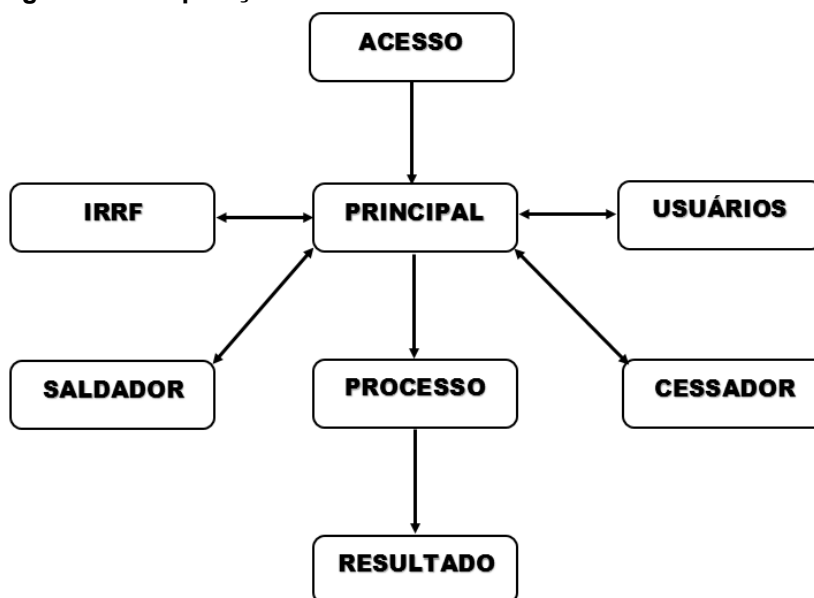 ACESSO
IRRF
PRINCIPAL
USUÁRIOS
SALDADOR
PROCESSO
CESSADOR
RESULTADO